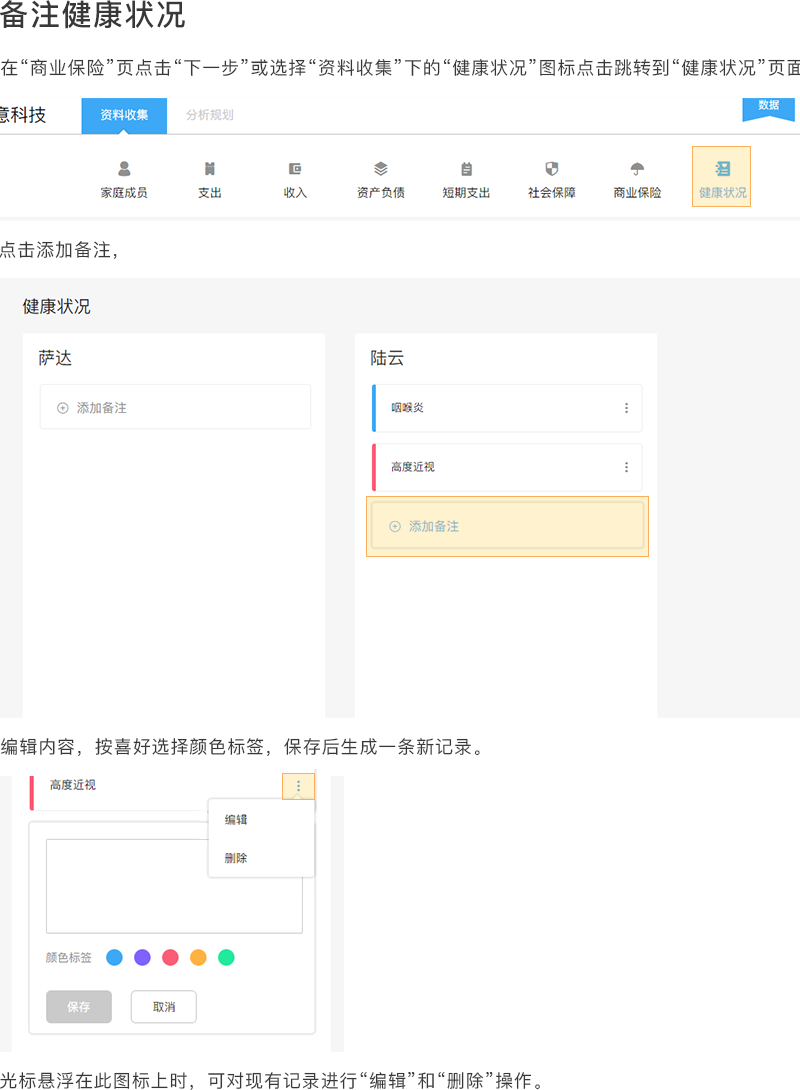 备注健康状况
在“商业保险”页点击“下一步”或选择“资料收集”下的“健康状况”图标点击跳转到“健康状况”页面
意科技
资料收集
分析规划
数据
家庭成员
支出
收入
资产负债
短期支出
社会保障
商业保险
健康状况
点击添加备注,
健康状况
萨达
陆云
添加备注
咽喉炎
高度近视
添加备注
编辑内容，按喜好选择颜色标签，保存后生成一条新记录。
高度近视
编辑
删除
颜色标签
保存
取消
光标悬浮在此图标上时，可对现有记录进行“编辑”和“删除”操作。